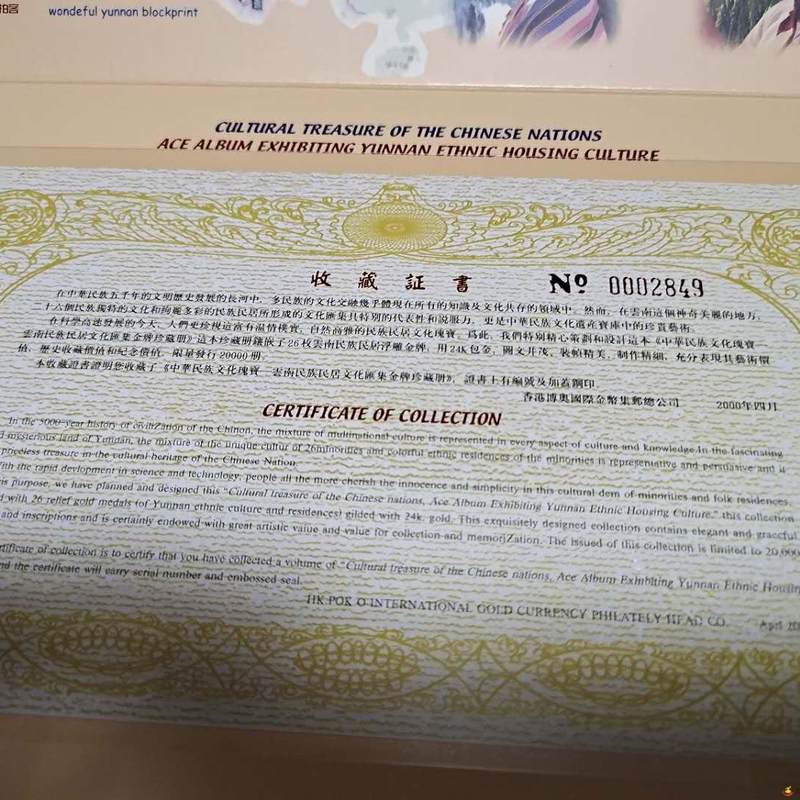 wonderful yunnan blockprint
CULTURAL TREASURE OF THE CHINESE NATIONS
ACE ALBUM EXHIBITING YUNNAN ETHNIC HOUSING CULTURE
收藏証書 Nº 0002849
在中華民族五千年的文明歷史發展的長河中，多民族的文化交融幾乎體現在所有的知識及文化共存的領域中。然而，在雲南這個神奇美麗的地方，
二十六個民族獨特的文化和絢麗多彩的民族民居所形成的文化匯集具特別的代表性和説服力，更是中華民族文化遺産寶庫中的珍貴藝術。
在科學高速發展的今天、人們更珍視這富有溫情樸實，自然高雅的民族民居文化瑰寶。爲此，我們特別精心策劃和設計這本《中華民族文化瑰寶—
雲南民族民居文化匯集金牌珍藏册》這本珍藏册鑲嵌了26枚雲南民族民居浮雕金牌，用24k包金，圖文并茂，裝幀精美，制作精細，充分表現其藝術價
值，歷史收藏價值和紀念價值，限量發行20000册。
本收藏證書證明您收藏了《中華民族文化瑰寶—雲南民族民居文化匯集金牌珍藏册》，證書上有編號及加蓋鋼印。
香港博奥國際金幣集郵總公司 2000年四月
CERTIFICATE OF COLLECTION
In the 5000-year history of civilZation of the Chinon, the mixture of multinational culture is represented in every aspect of culture and knowledge.In the fascinating
mysterious land of Yunnan, the mixture of the unique cultur of 26minorities and colorful ethnic residences of the minorities is representative and persuasive and is
priceless treasure in the cultural heritage of the Chinese Nation.
ith the rapid devlopment in science and technology, people all the more cherish the innocence and simplicity in this cultural dem of minorities and folk residences.
is purpose, we have planned and designed this "Cultural treasure of the Chinese nations, Ace Album Exhibiting Yunnan Ethnic Housing Culture." this collection
d with 26 relief gold medals (of Yunnan ethnic culture and residences) gilded with 24k. gold. This exquisitely designed collection contains elegant and graceful
and inscriptions and is certainly endowed with great artistic value and value for collection and memoriZation. The issued of this collection is limited to 20,000
rtificate of collection is to certify that you have collected a volume of "Cultural treasure of the Chinese nations, Ace Album Exhibiting Yunnan Ethnic Housin
nd the certificate will carry serial number and embossed seal.
HK POK O INTERNATIONAL GOLD CURRENCY PHILATELY HEAD CO. April 20